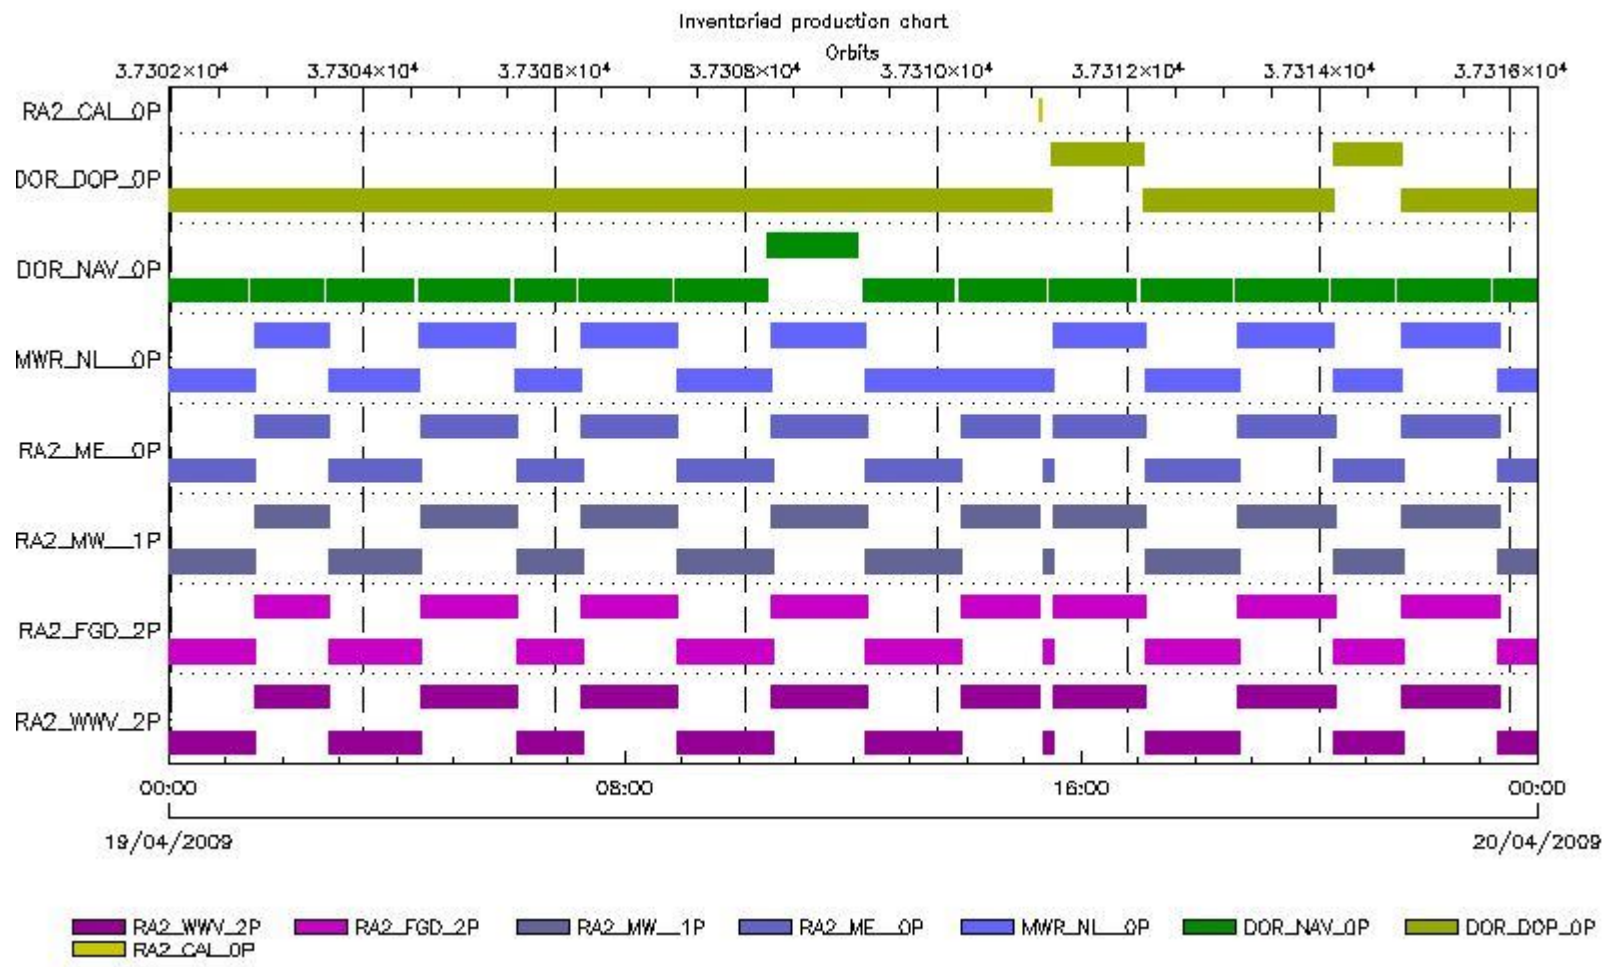 Inventoried production chart
Orbits
3.7302×10⁴ 3.7304×10⁴ 3.7306×10⁴ 3.7308×10⁴ 3.7310×10⁴ 3.7312×10⁴ 3.7314×10⁴ 3.7316×10⁴
RA2_CAL_0P
DOR_DOP_0P
DOR_NAV_0P
MWR_NL__0P
RA2_ME__0P
RA2_MW__1P
RA2_FGD_2P
RA2_WWV_2P
00:00 08:00 16:00 00:00
19/04/2009 20/04/2009
RA2_WWV_2P RA2_FGD_2P RA2_MW__1P RA2_ME__0P MWR_NL__0P DOR_NAV_0P DOR_DOP_0P
RA2_CAL_0P